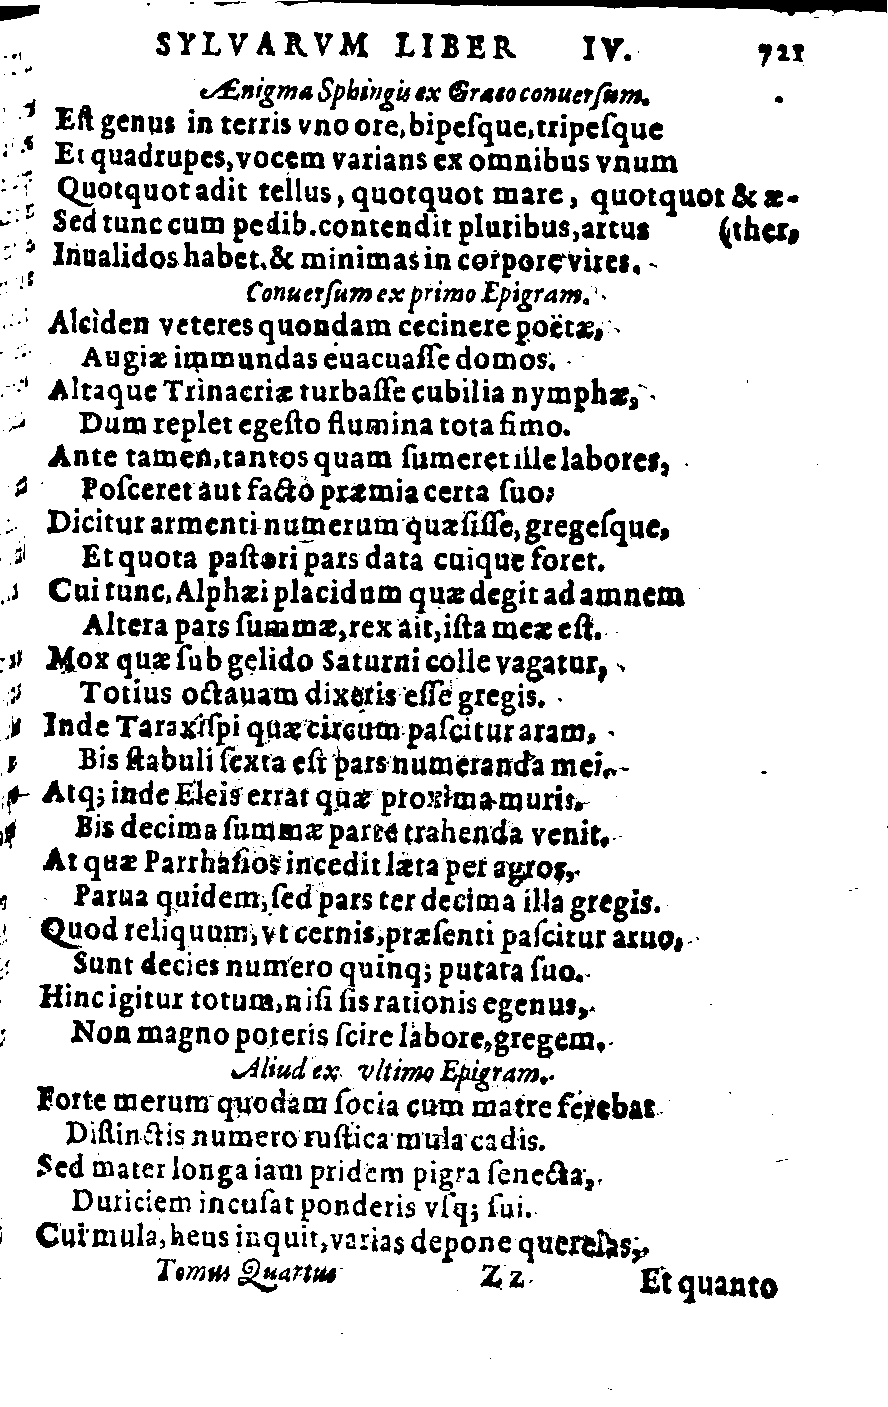 SYLVARVM LIBER IV. 721
Ænigma Sphingis ex Græco conuerſum.
Eſt genus in terris vno ore, bipeſque, tripeſque
Et quadrupes, vocem varians ex omnibus vnum
Quotquot adit tellus, quotquot mare, quotquot & æ-
Sed tunc cum pedib. contendit pluribus, artus (ther,
Inualidos habet, & minimas in corpore vires.
Conuerſum ex primo Epigram.
Alciden veteres quondam cecinere poëtæ,
Augiæ immundas euacuaſſe domos.
Altaque Trinacriæ turbaſſe cubilia nymphæ,
Dum replet egeſto flumina tota fimo.
Ante tamen, tantos quam ſumeret ille labores,
Poſceret aut facto præmia certa ſuo;
Dicitur armenti numerum quæſiſſe, gregeſque,
Et quota paſtori pars data cuique foret.
Cui tunc, Alphæi placidum quæ degit ad amnem
Altera pars ſummæ, rex ait, iſta meæ eſt.
Mox quæ ſub gelido Saturni colle vagatur,
Totius octauam dixeris eſſe gregis.
Inde Taraxiſpi quæ circum paſcitur aram,
Bis ſtabuli ſexta eſt pars numeranda mei.
Atq; inde Eleis errat quæ proxima muris.
Bis decima ſummæ parte trahenda venit.
At quæ Parrhaſios incedit læta per agros,
Parua quidem, ſed pars ter decima illa gregis.
Quod reliquum, vt cernis, præſenti paſcitur aruo,
Sunt decies numero quinq; putata ſuo.
Hinc igitur totum, niſi ſis rationis egenus,
Non magno poteris ſcire labore, gregem.
Aliud ex vltimo Epigram.
Forte merum quodam ſocia cum matre ferebat
Diſtinctis numero ruſtica mula cadis.
Sed mater longa iam pridem pigra ſenecta,
Duriciem incuſat ponderis vſq; ſui.
Cui mula, heus inquit, varias depone querelas,
Tomus Quartus Zz Et quanto